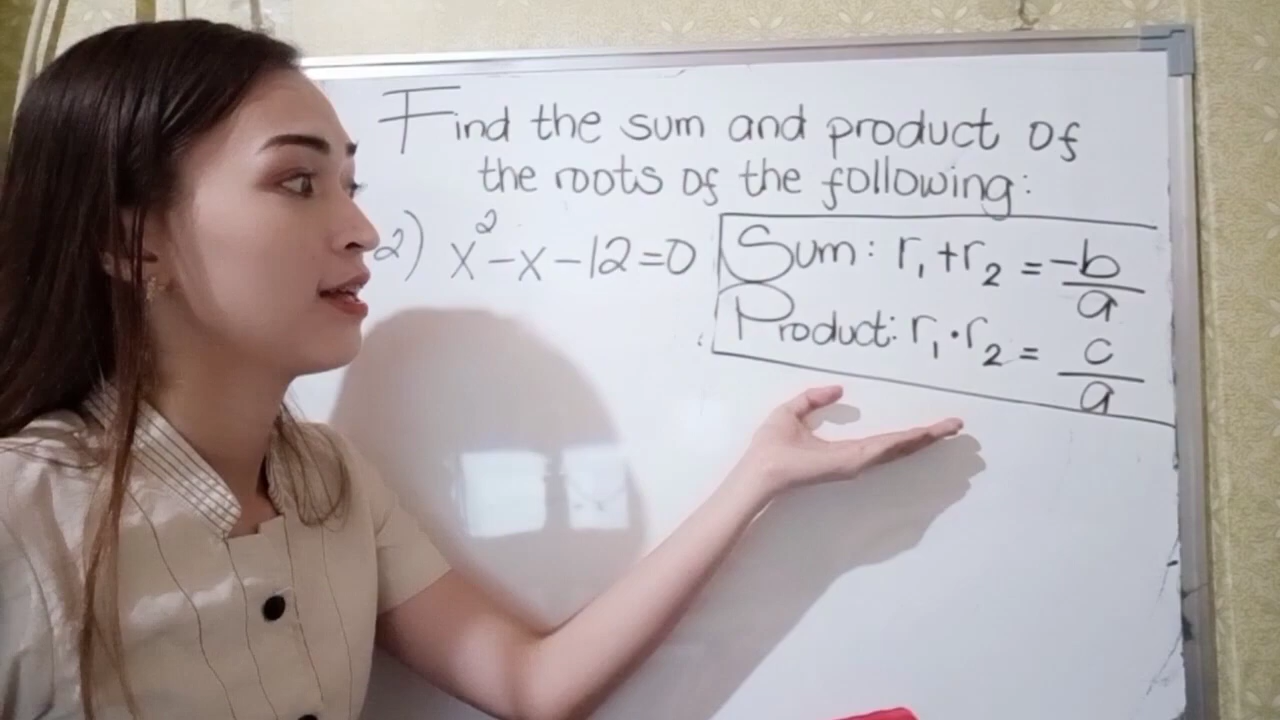 Find the sum and product of
the roots of the following:
2) x²-x-12=0
Sum: r₁+r₂ = -b/a
Product: r₁·r₂ = c/a